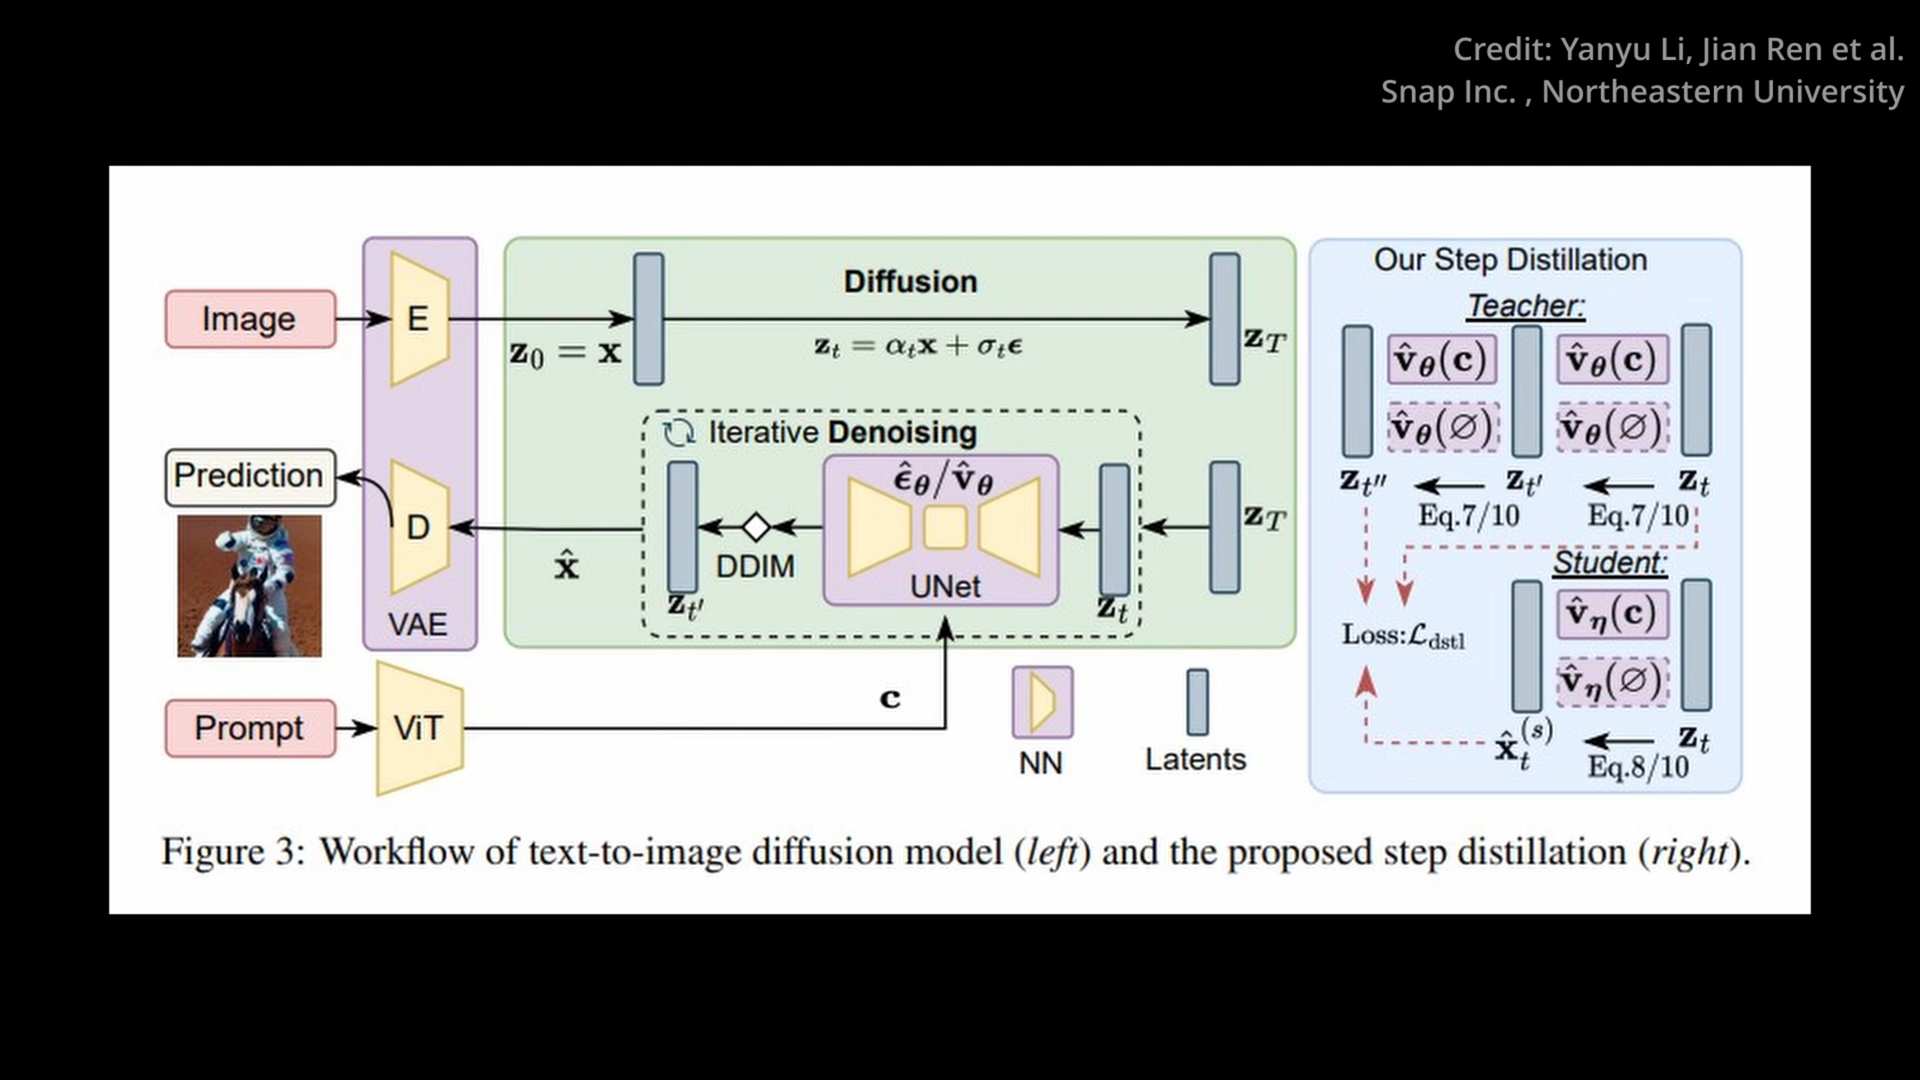 Credit: Yanyu Li, Jian Ren et al.
Snap Inc. , Northeastern University
Image
E
z₀ = x
Diffusion
zₜ = αₜx + σₜϵ
z_T
Prediction
D
VAE
x̂
Iterative Denoising
z_t′
DDIM
ϵ̂_θ/v̂_θ
UNet
zₜ
z_T
Prompt
ViT
c
NN
Latents
Our Step Distillation
Teacher:
v̂_θ(c)
v̂_θ(c)
v̂_θ(∅)
v̂_θ(∅)
z_t″
z_t′
zₜ
Eq.7/10
Eq.7/10
Student:
v̂_η(c)
v̂_η(∅)
Loss:ℒ_dstl
x̂ₜ^(s)
zₜ
Eq.8/10
Figure 3: Workflow of text-to-image diffusion model (left) and the proposed step distillation (right).